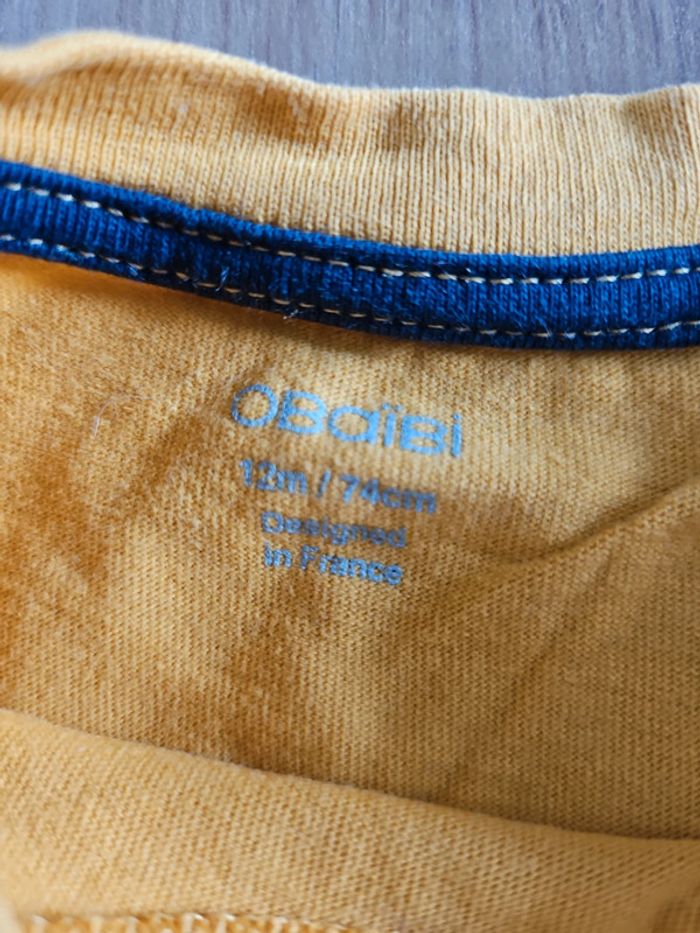 OBaïBi
12m / 74cm
Designed
in France